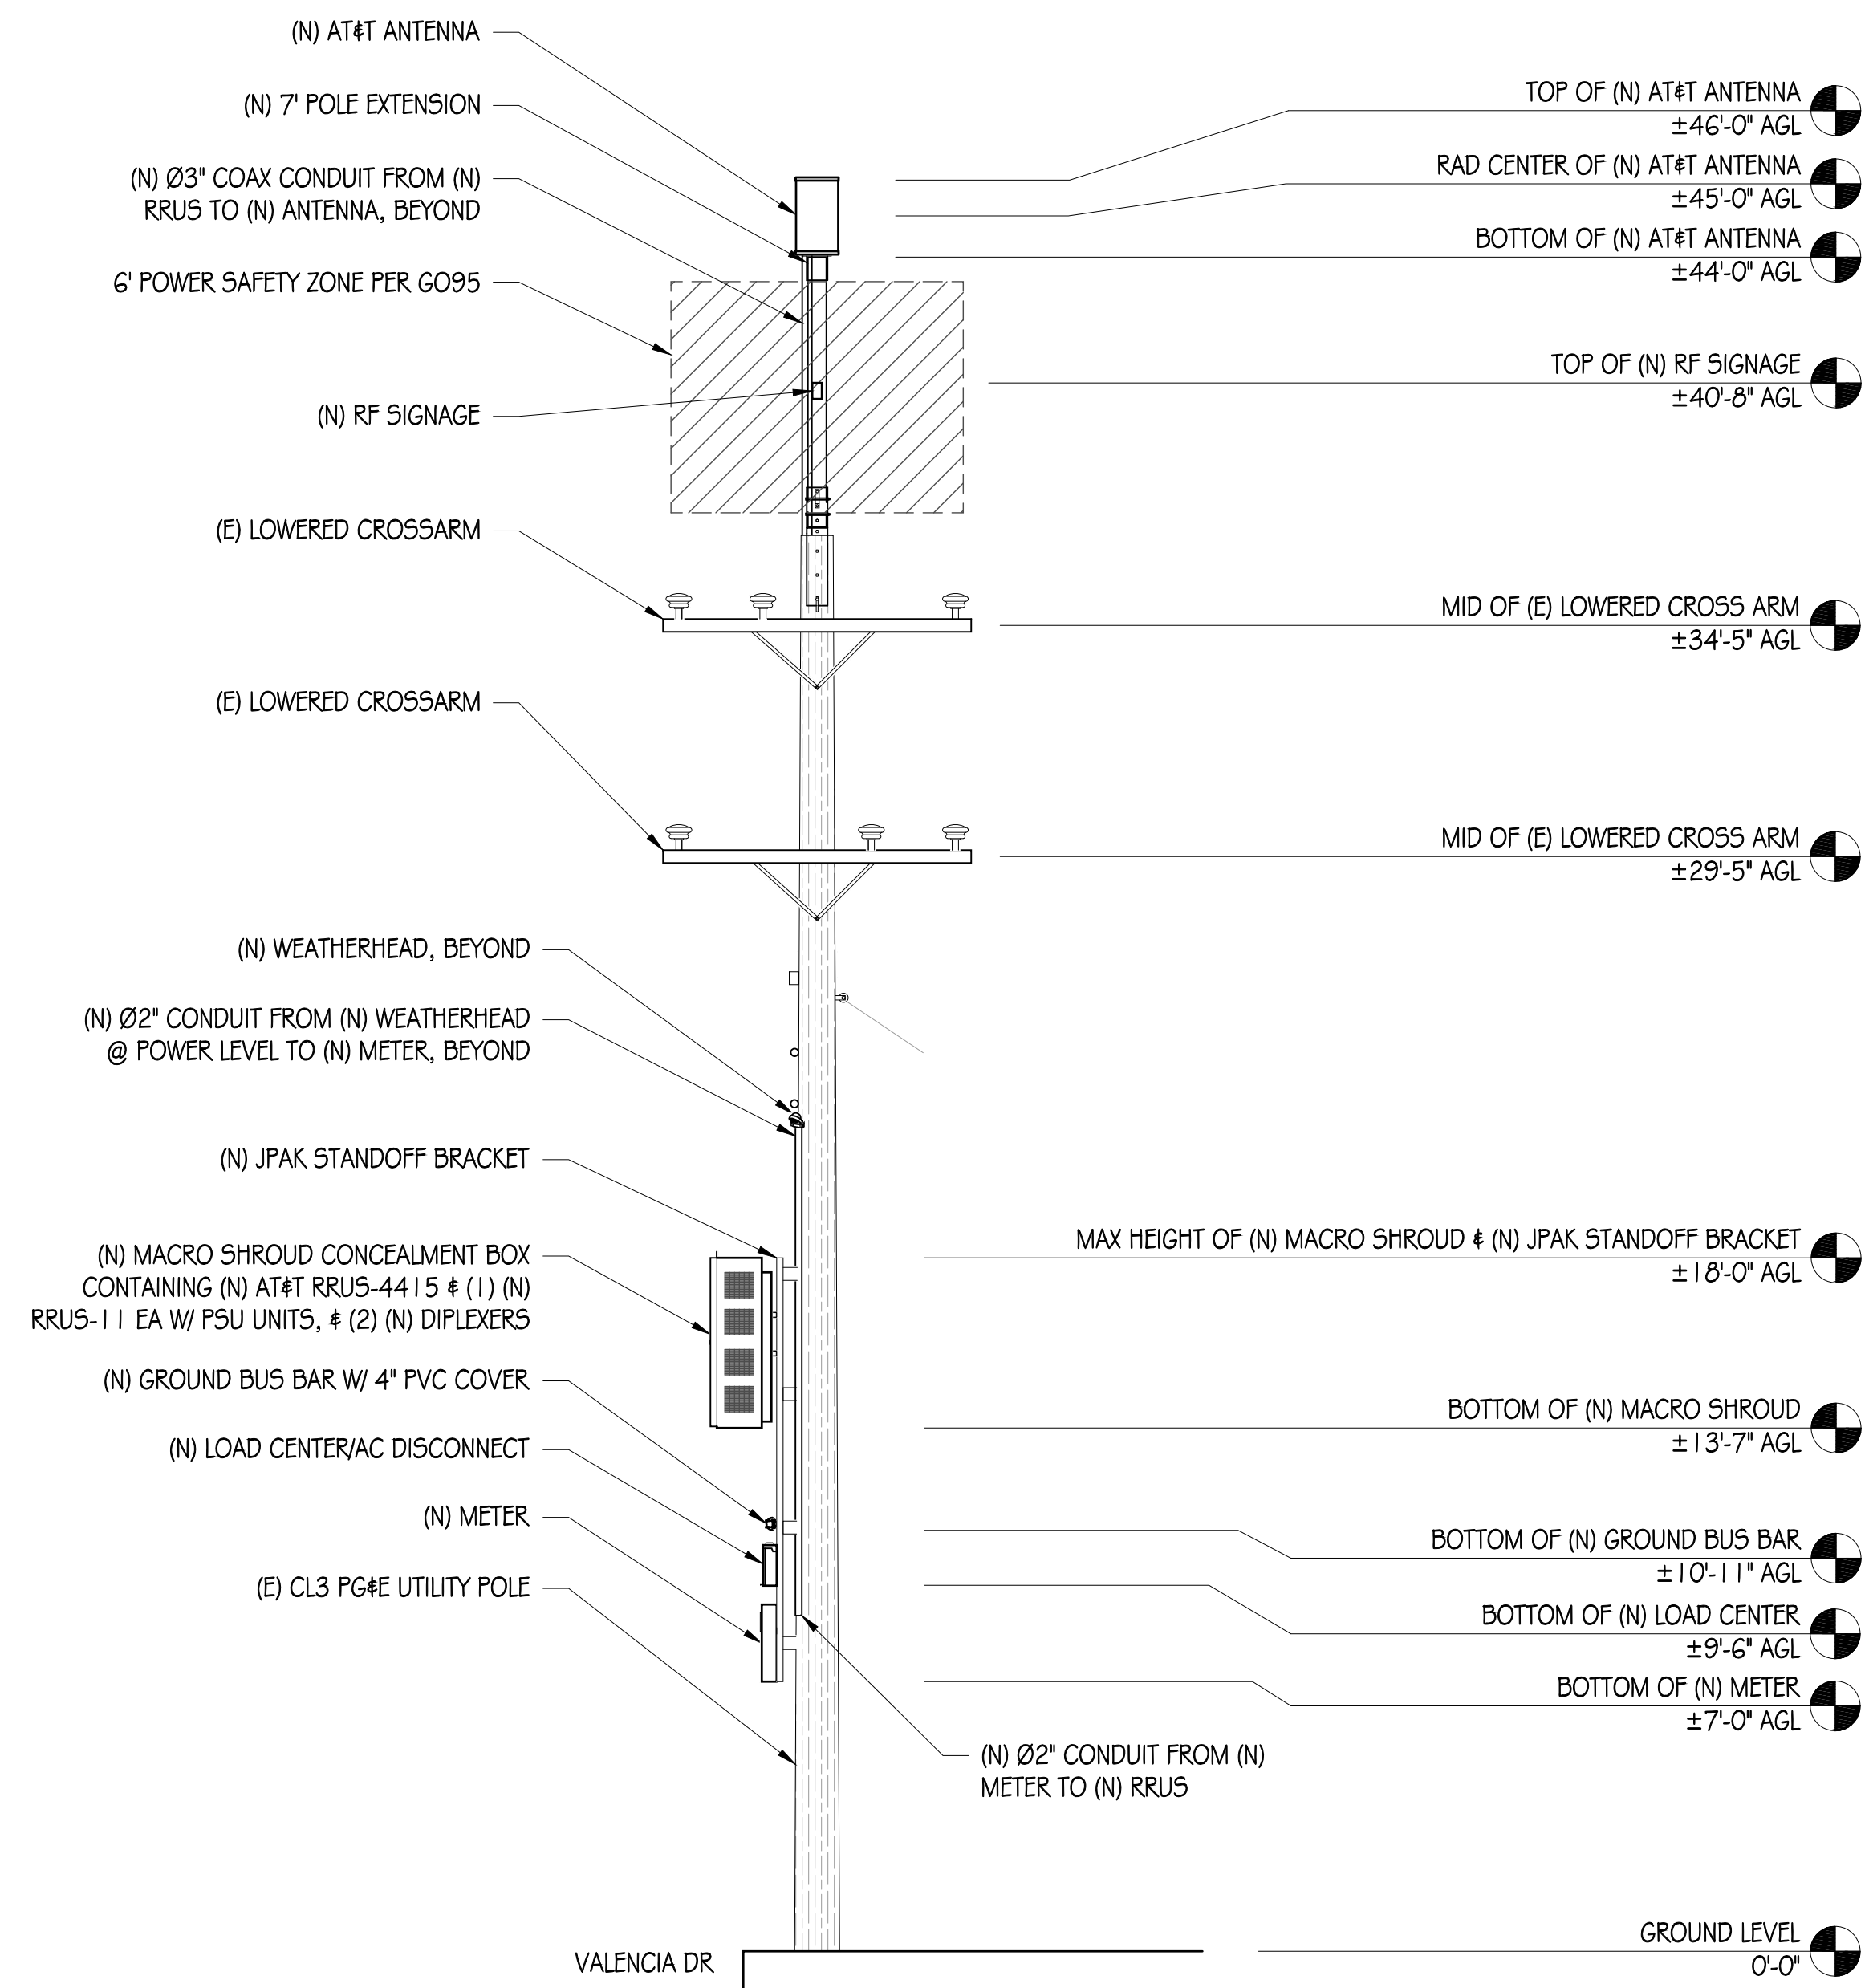 (N) AT&T ANTENNA
(N) 7' POLE EXTENSION
(N) Ø3" COAX CONDUIT FROM (N)
RRUS TO (N) ANTENNA, BEYOND
6' POWER SAFETY ZONE PER GO95
(N) RF SIGNAGE
(E) LOWERED CROSSARM
(E) LOWERED CROSSARM
(N) WEATHERHEAD, BEYOND
(N) Ø2" CONDUIT FROM (N) WEATHERHEAD
@ POWER LEVEL TO (N) METER, BEYOND
(N) JPAK STANDOFF BRACKET
(N) MACRO SHROUD CONCEALMENT BOX
CONTAINING (N) AT&T RRUS-4415 & (1) (N)
RRUS-11 EA W/ PSU UNITS, & (2) (N) DIPLEXERS
(N) GROUND BUS BAR W/ 4" PVC COVER
(N) LOAD CENTER/AC DISCONNECT
(N) METER
(E) CL3 PG&E UTILITY POLE
(N) Ø2" CONDUIT FROM (N)
METER TO (N) RRUS
VALENCIA DR
TOP OF (N) AT&T ANTENNA
±46'-0" AGL
RAD CENTER OF (N) AT&T ANTENNA
±45'-0" AGL
BOTTOM OF (N) AT&T ANTENNA
±44'-0" AGL
TOP OF (N) RF SIGNAGE
±40'-8" AGL
MID OF (E) LOWERED CROSS ARM
±34'-5" AGL
MID OF (E) LOWERED CROSS ARM
±29'-5" AGL
MAX HEIGHT OF (N) MACRO SHROUD & (N) JPAK STANDOFF BRACKET
±18'-0" AGL
BOTTOM OF (N) MACRO SHROUD
±13'-7" AGL
BOTTOM OF (N) GROUND BUS BAR
±10'-11" AGL
BOTTOM OF (N) LOAD CENTER
±9'-6" AGL
BOTTOM OF (N) METER
±7'-0" AGL
GROUND LEVEL
0'-0"